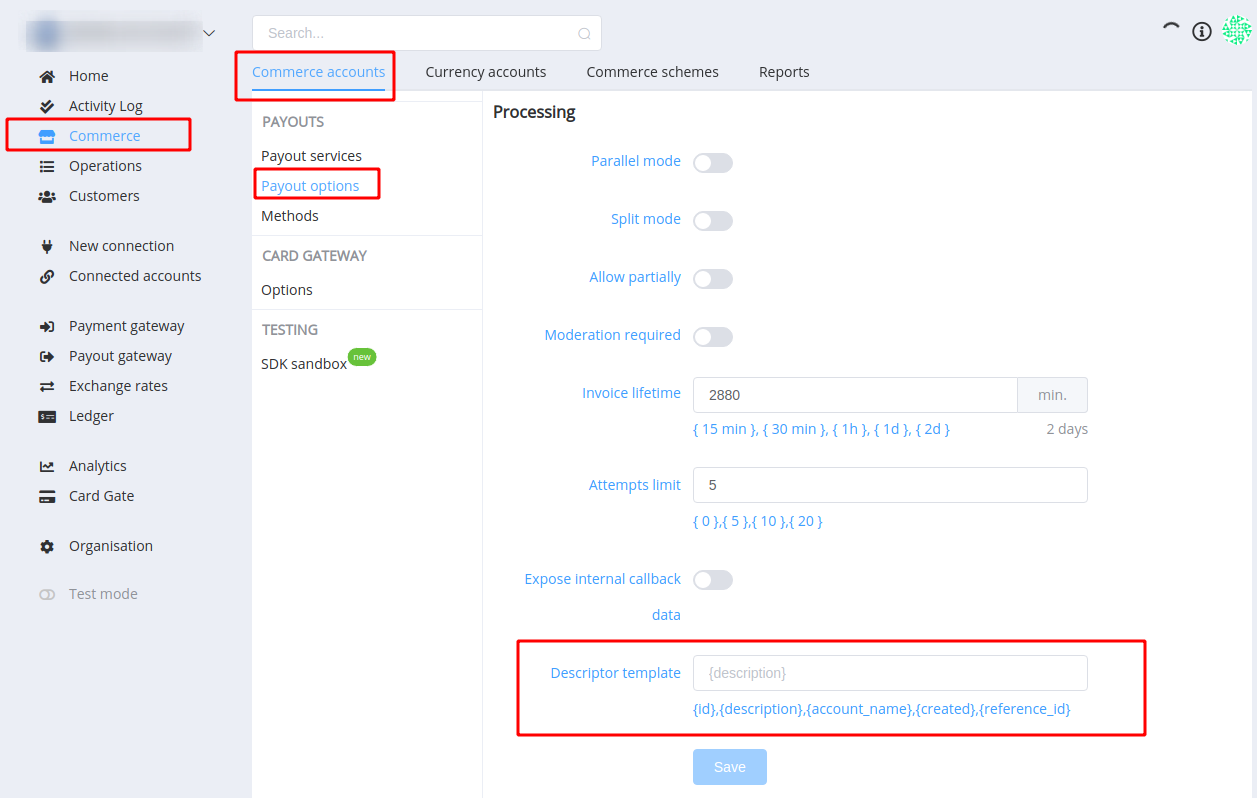 Search...
Home
Activity Log
Commerce
Operations
Customers
New connection
Connected accounts
Payment gateway
Payout gateway
Exchange rates
Ledger
Analytics
Card Gate
Organisation
Test mode
Commerce accounts Currency accounts Commerce schemes Reports
PAYOUTS
Payout services
Payout options
Methods
CARD GATEWAY
Options
TESTING
SDK sandbox new
Processing
Parallel mode
Split mode
Allow partially
Moderation required
Invoice lifetime 2880 min.
{ 15 min }, { 30 min }, { 1h }, { 1d }, { 2d } 2 days
Attempts limit 5
{ 0 },{ 5 },{ 10 },{ 20 }
Expose internal callback
data
Descriptor template {description}
{id},{description},{account_name},{created},{reference_id}
Save